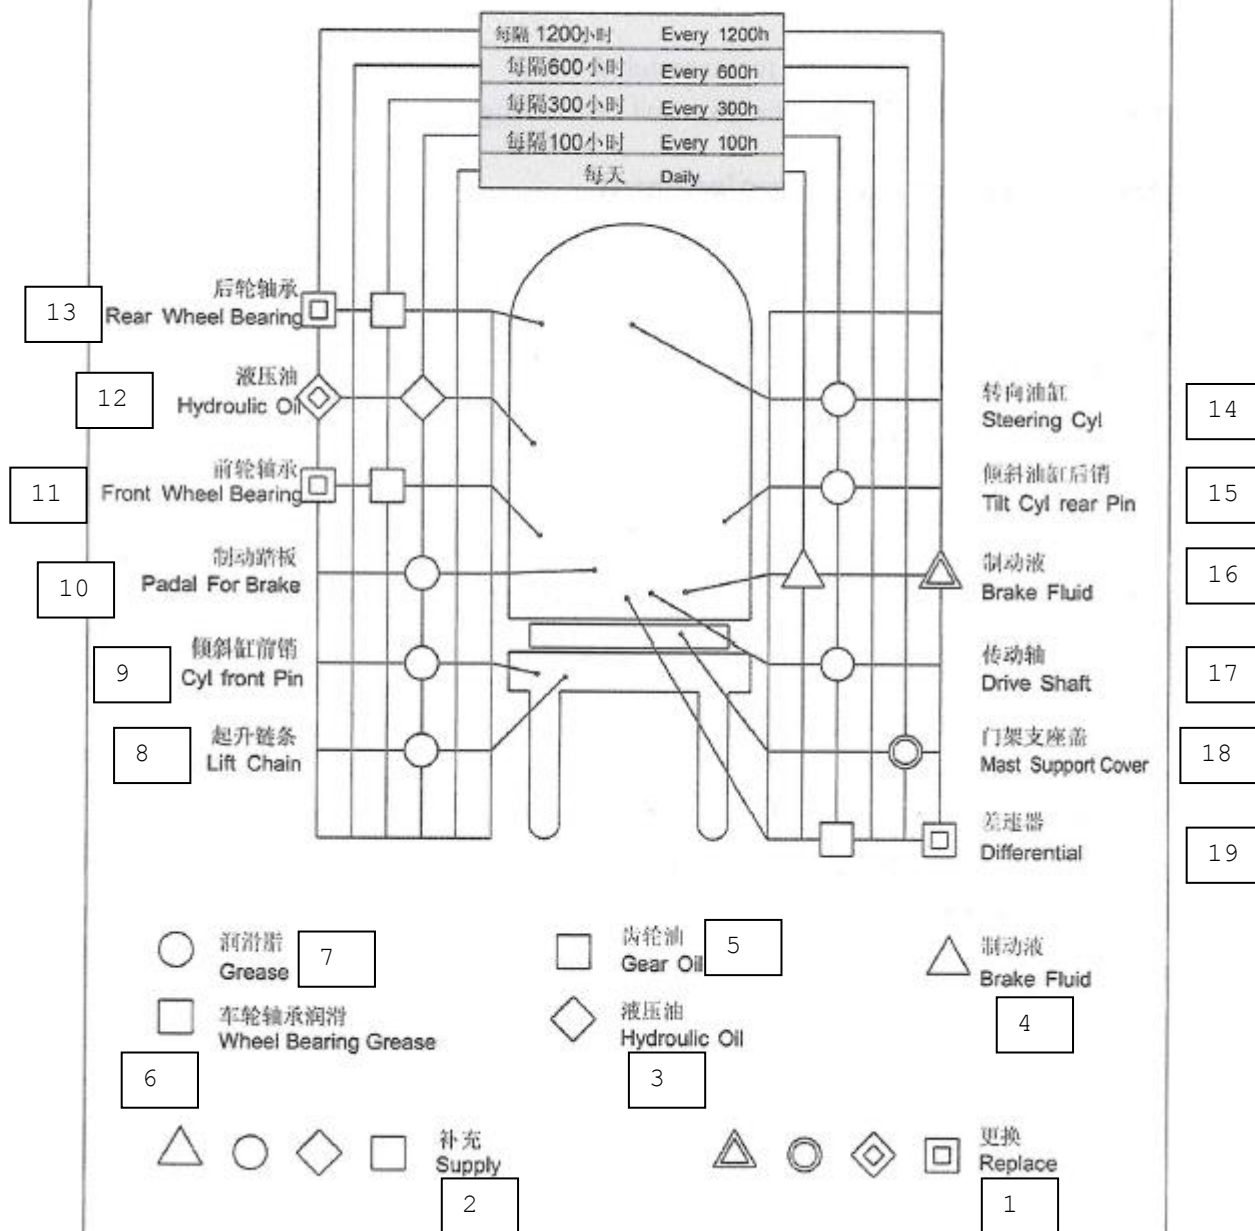 每隔 1200小时 Every 1200h
每隔600小时 Every 600h
每隔300小时 Every 300h
每隔100小时 Every 100h
每天 Daily
13
后轮轴承
Rear Wheel Bearing
12
液压油
Hydroulic Oil
11
前轮轴承
Front Wheel Bearing
10
制动踏板
Padal For Brake
9
倾斜缸前销
Cyl front Pin
8
起升链条
Lift Chain
转向油缸
Steering Cyl
14
倾斜油缸后销
Tilt Cyl rear Pin
15
制动液
Brake Fluid
16
传动轴
Drive Shaft
17
门架支座盖
Mast Support Cover
18
差速器
Differential
19
润滑脂
Grease
7
齿轮油
Gear Oil
5
制动液
Brake Fluid
4
车轮轴承润滑
Wheel Bearing Grease
6
液压油
Hydroulic Oil
3
补充
Supply
2
更换
Replace
1